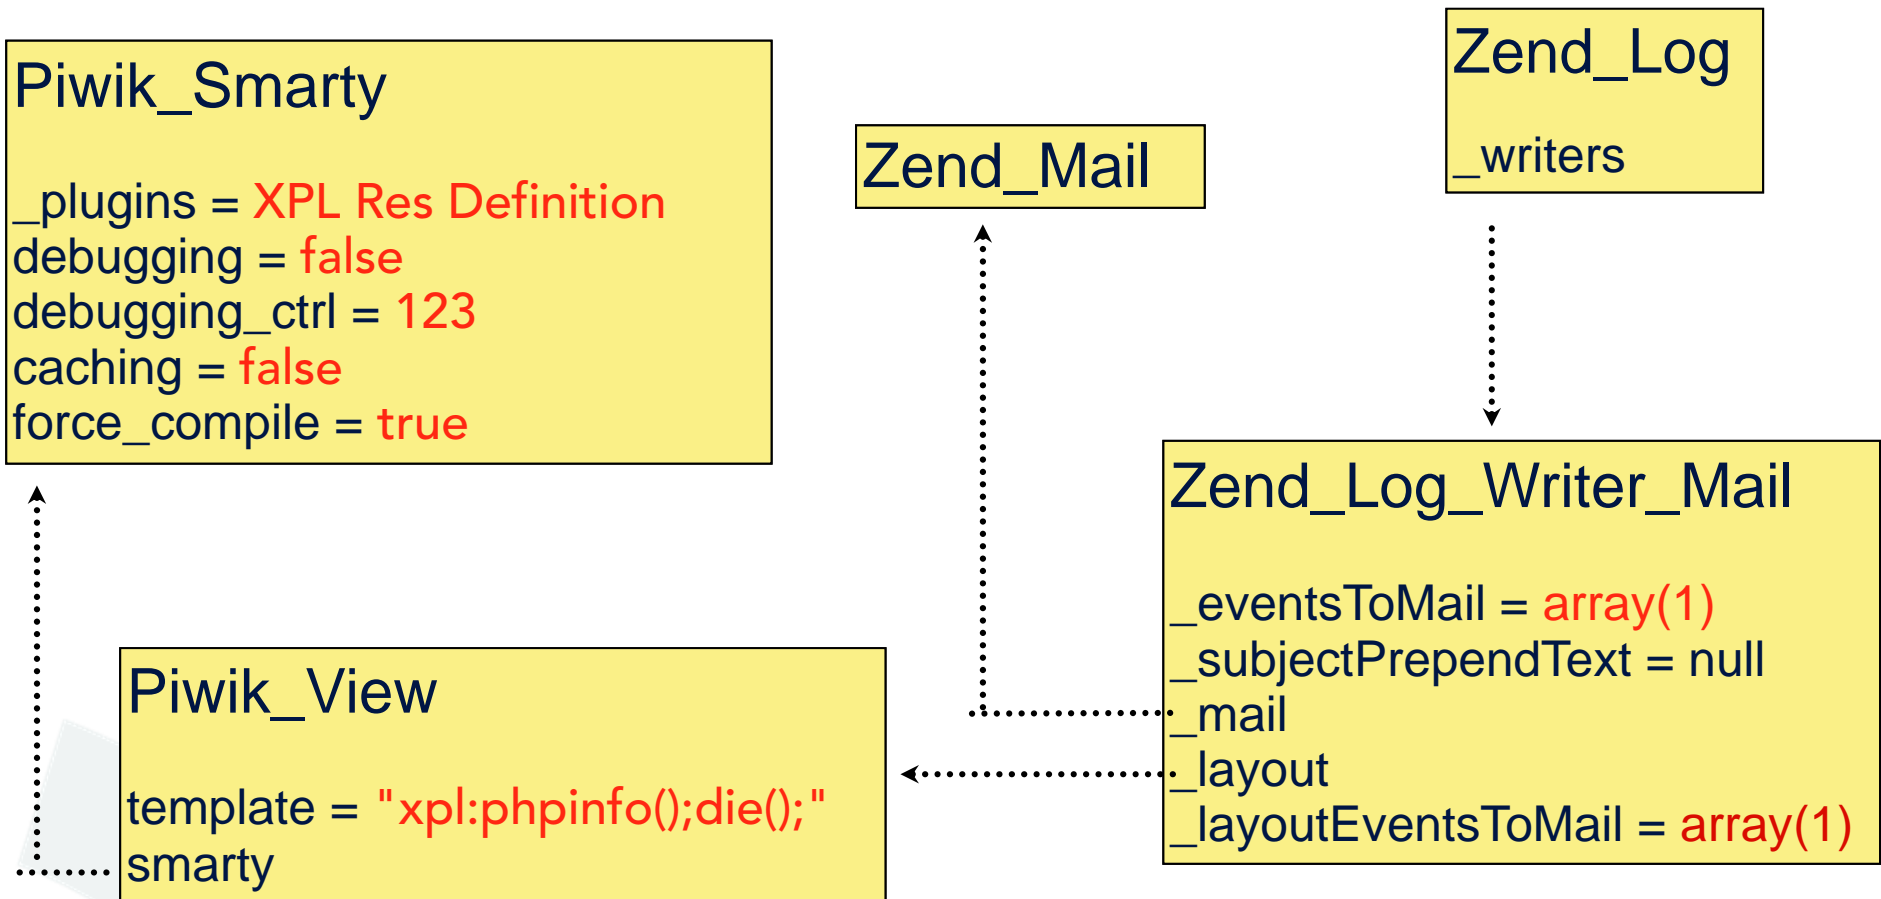 Piwik_Smarty
_plugins = XPL Res Definition
debugging = false
debugging_ctrl = 123
caching = false
force_compile = true
Zend_Mail
Zend_Log
_writers
Zend_Log_Writer_Mail
_eventsToMail = array(1)
_subjectPrependText = null
_mail
_layout
_layoutEventsToMail = array(1)
Piwik_View
template = "xpl:phpinfo();die();"
smarty